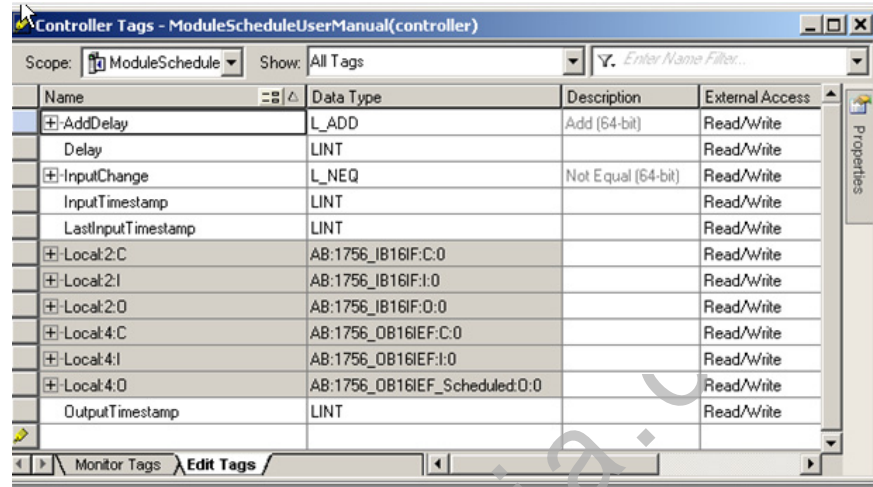 Controller Tags - ModuleScheduleUserManual(controller)
Scope: ModuleSchedule Show: All Tags Enter Name Filter...
Name Data Type Description External Access
AddDelay L_ADD Add (64-bit) Read/Write
Delay LINT Read/Write
InputChange L_NEQ Not Equal (64-bit) Read/Write
InputTimestamp LINT Read/Write
LastInputTimestamp LINT Read/Write
Local:2:C AB:1756_IB16IF:C:0 Read/Write
Local:2:I AB:1756_IB16IF:I:0 Read/Write
Local:2:O AB:1756_IB16IF:O:0 Read/Write
Local:4:C AB:1756_OB16IEF:C:0 Read/Write
Local:4:I AB:1756_OB16IEF:I:0 Read/Write
Local:4:O AB:1756_OB16IEF_Scheduled:O:0 Read/Write
OutputTimestamp LINT Read/Write
Monitor Tags Edit Tags
Properties